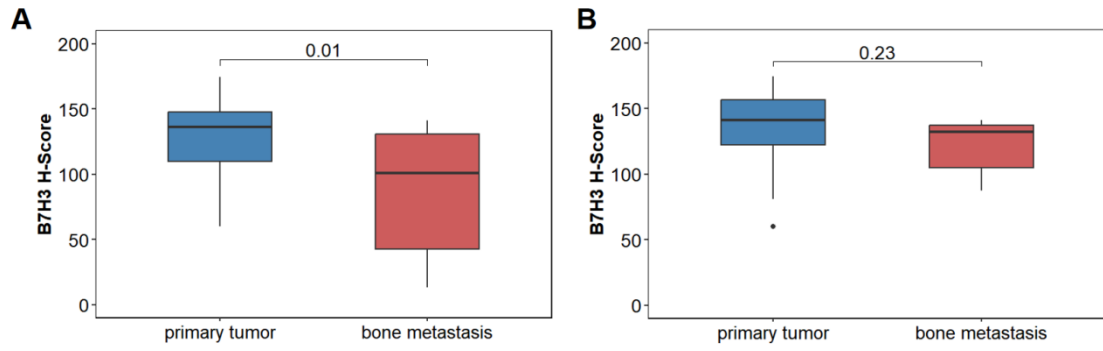 A
B7H3 H-Score
200
150
100
50
0
0.01
primary tumor
bone metastasis
B
B7H3 H-Score
200
150
100
50
0
0.23
primary tumor
bone metastasis